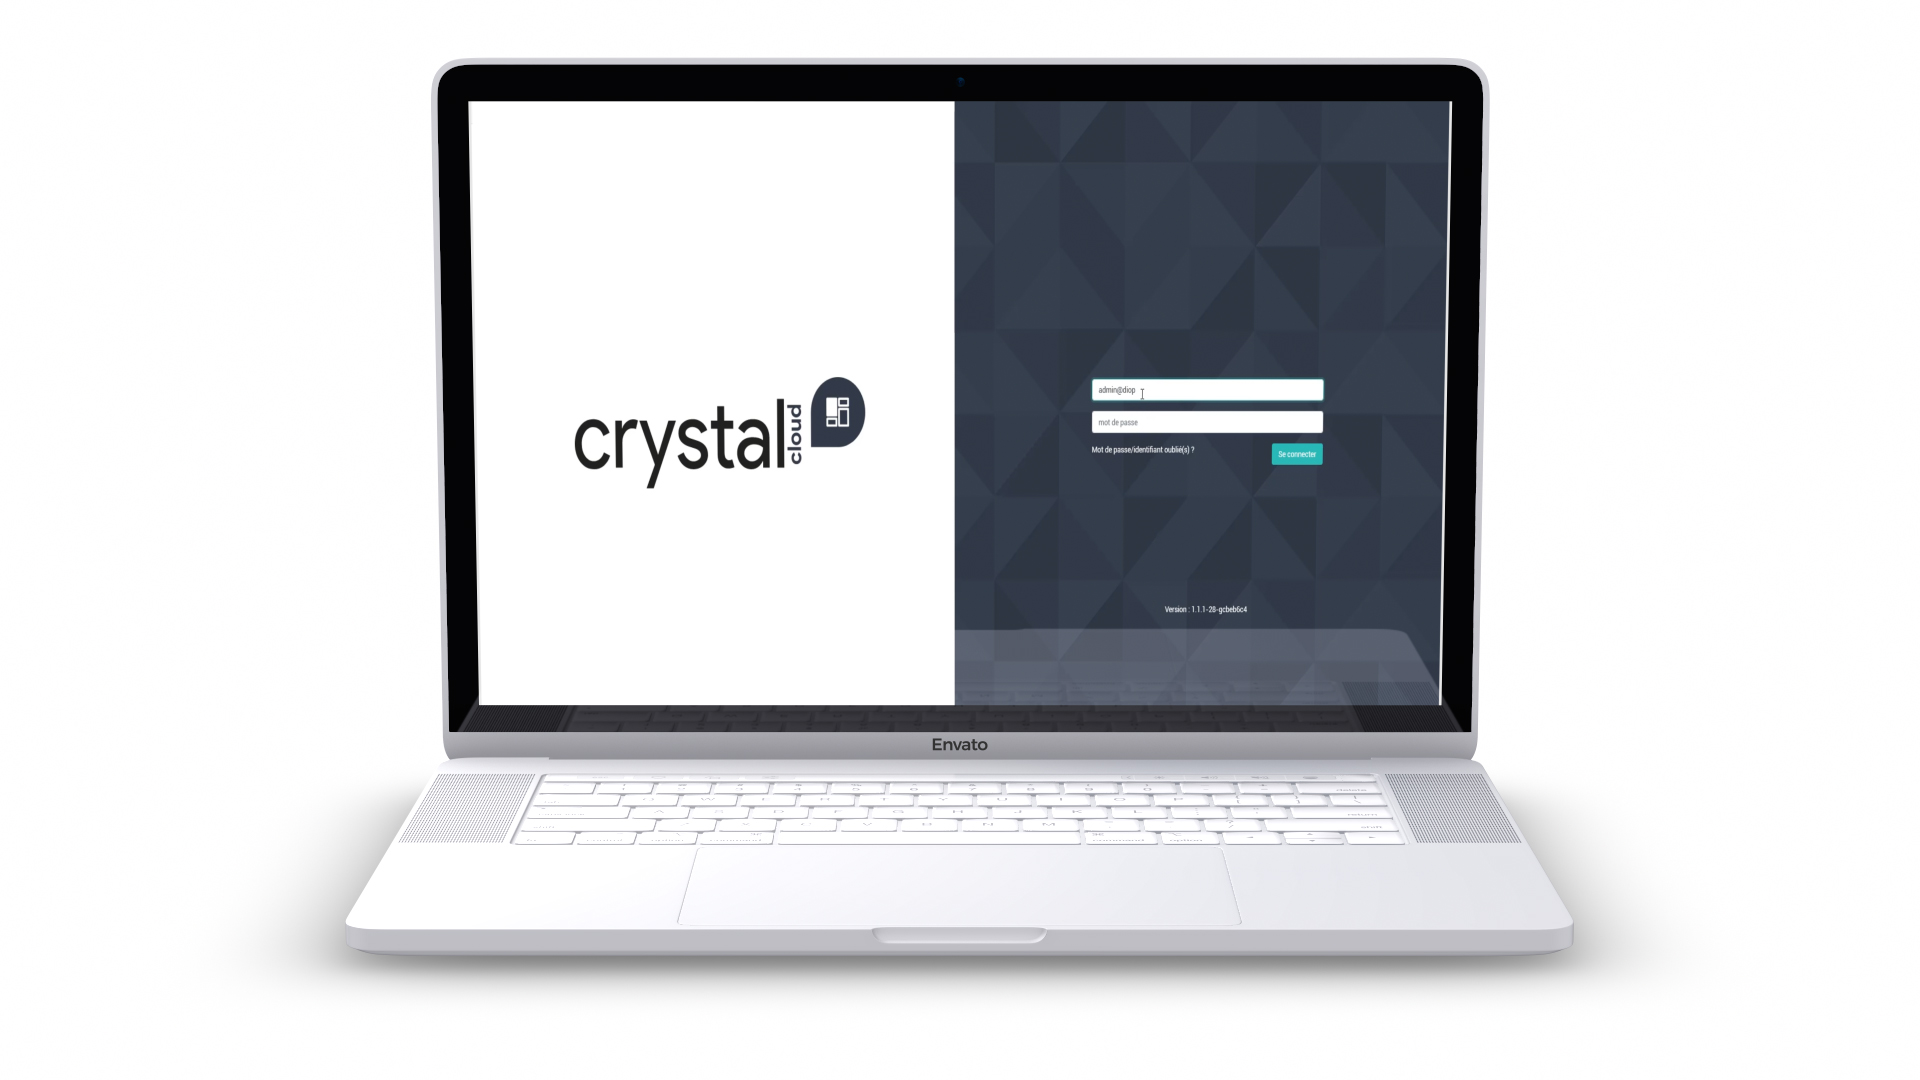 crystal
cloud
admin@diop
mot de passe
Mot de passe/identifiant oublié(s) ?
Se connecter
Version : 1.1.1-28-gcbeb6c4
Envato